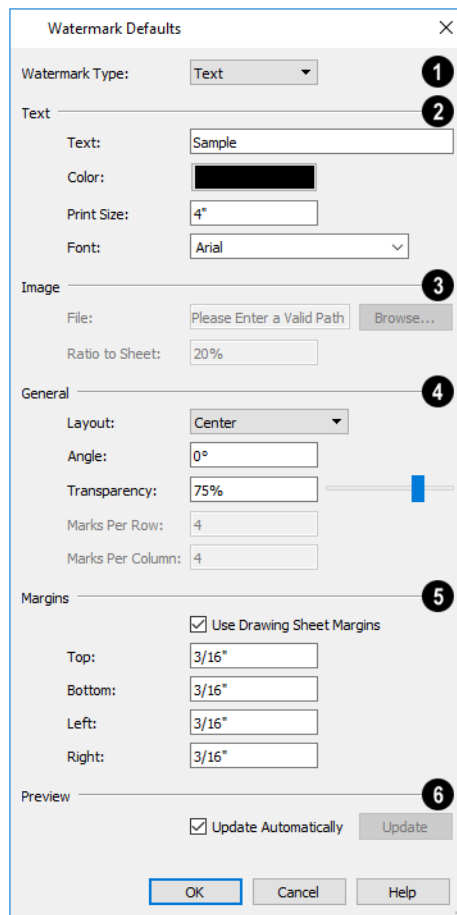 Watermark Defaults
Watermark Type: Text 1
Text 2
Text: Sample
Color:
Print Size: 4"
Font: Arial
Image 3
File: Please Enter a Valid Path Browse...
Ratio to Sheet: 20%
General 4
Layout: Center
Angle: 0°
Transparency: 75%
Marks Per Row: 4
Marks Per Column: 4
Margins 5
Use Drawing Sheet Margins
Top: 3/16"
Bottom: 3/16"
Left: 3/16"
Right: 3/16"
Preview 6
Update Automatically Update
OK Cancel Help